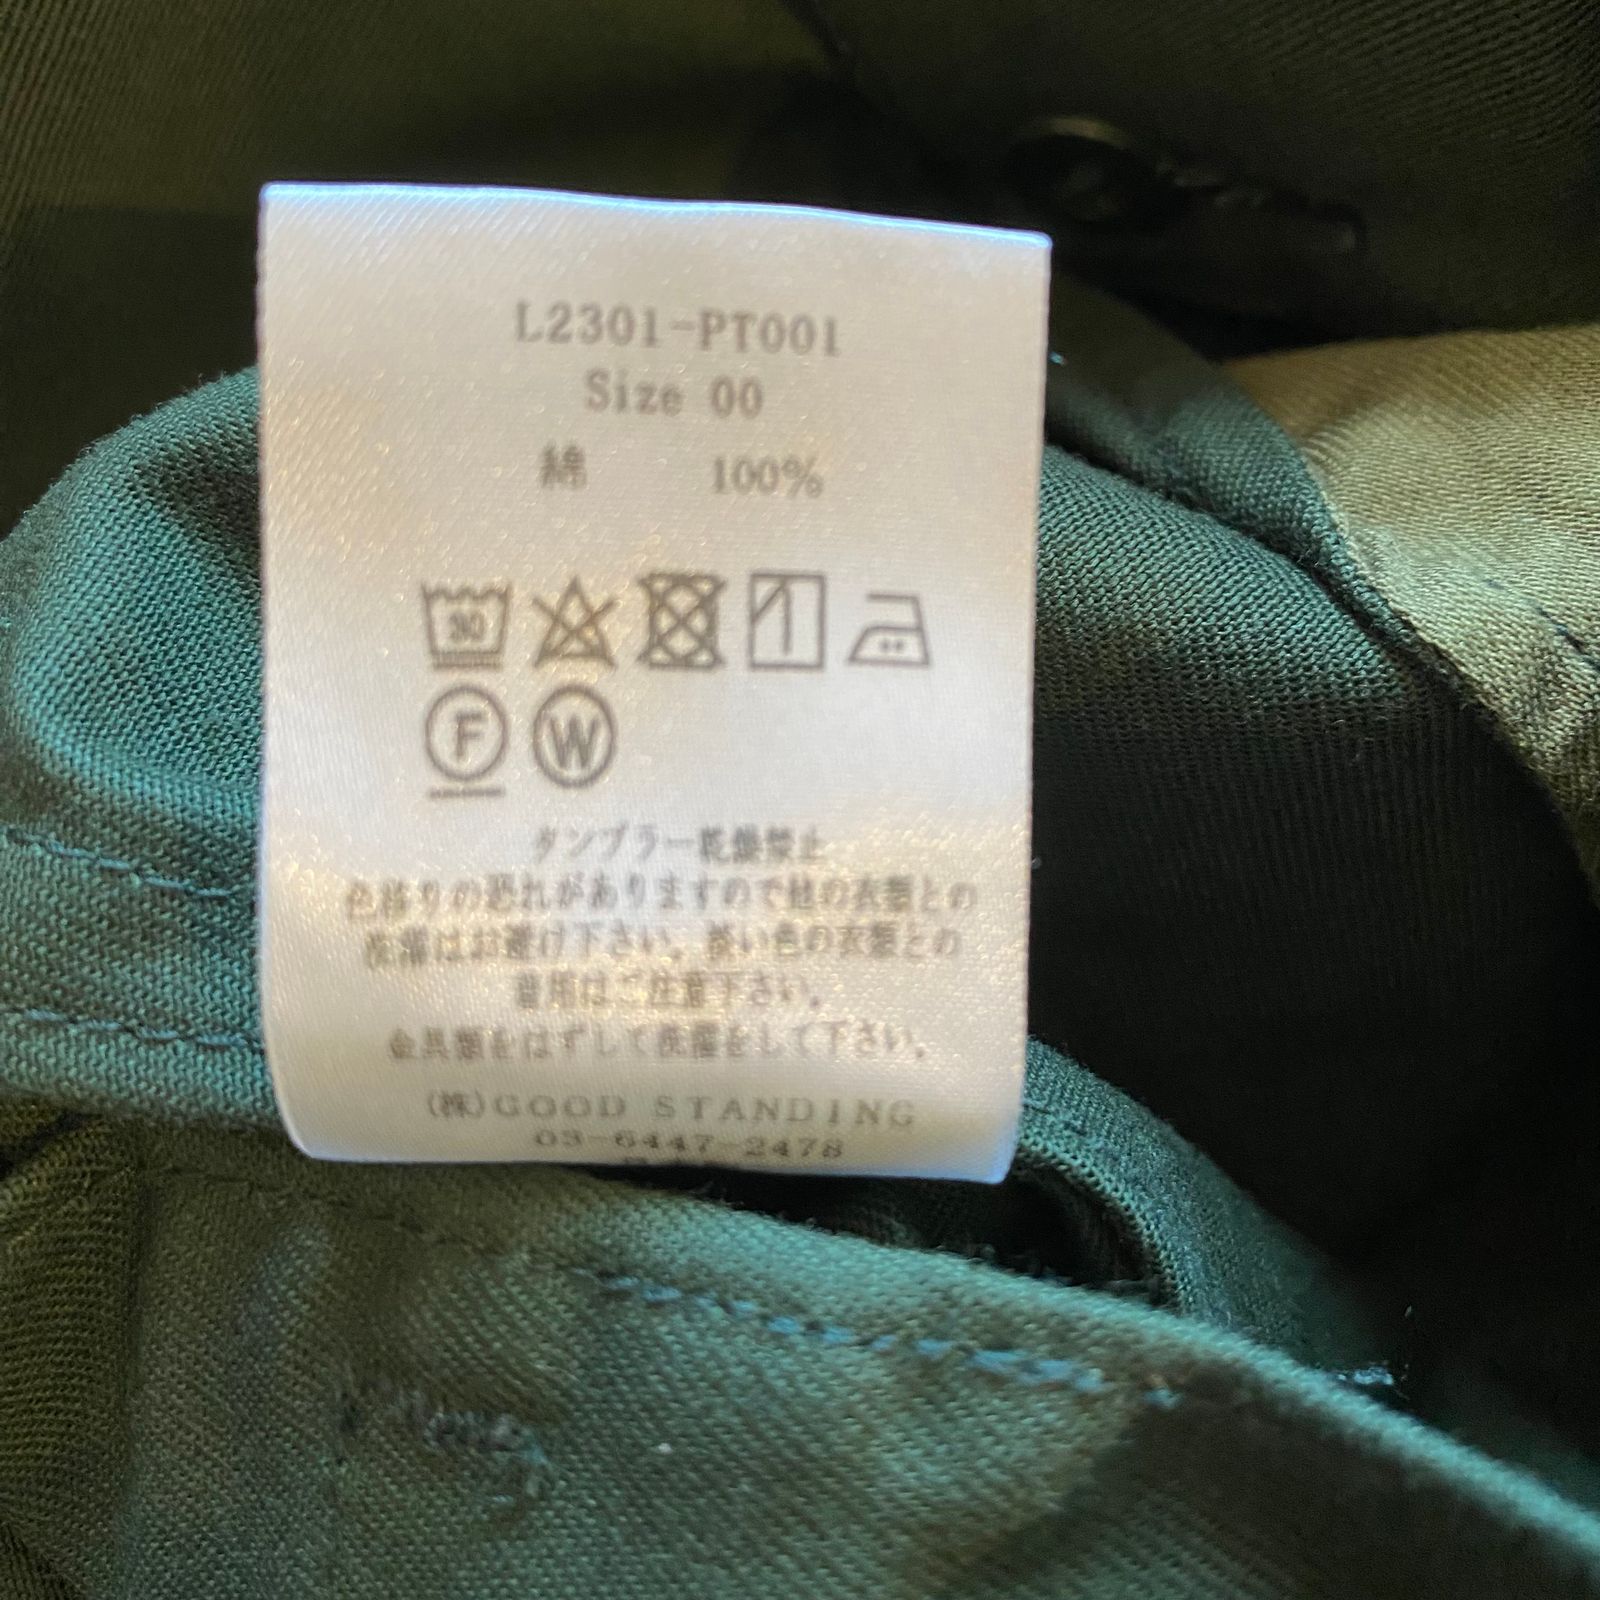 L2301-PT001
Size 00
綿 100%
30
F W
タンブラー乾燥禁止
色移りの恐れがありますので他の衣類との
洗濯はお避け下さい。淡い色の衣類との
着用はご注意下さい。
金具類をはずして洗濯をして下さい。
(株)GOOD STANDING
03-6447-2478